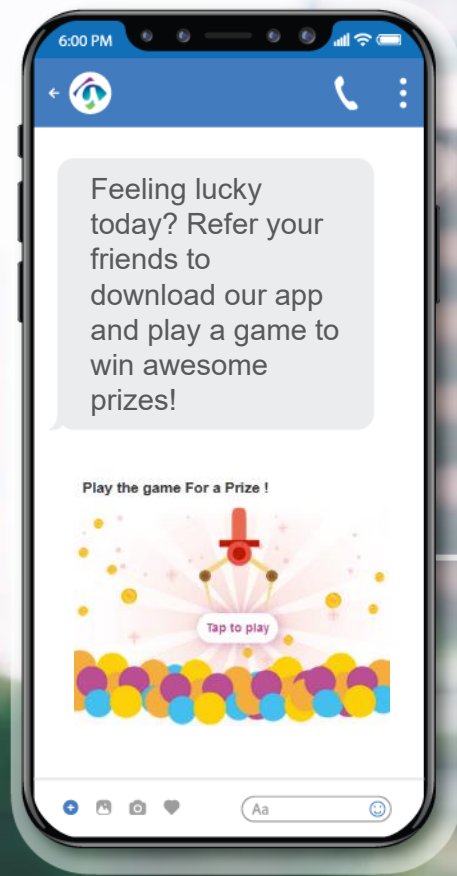 6:00 PM
Feeling lucky
today? Refer your
friends to
download our app
and play a game to
win awesome
prizes!
Play the game For a Prize !
Tap to play
Aa